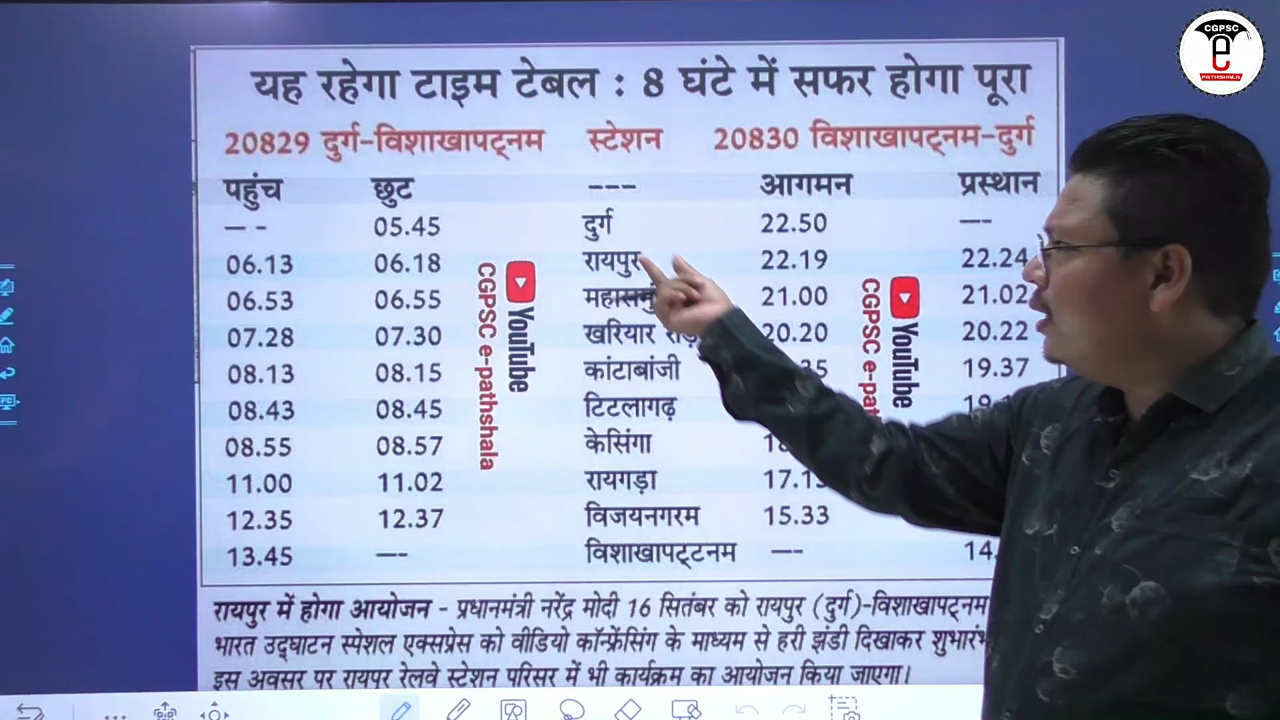 CGPSC
e
PATHSHALA
यह रहेगा टाइम टेबल : 8 घंटे में सफर होगा पूरा
20829 दुर्ग-विशाखापट्नम स्टेशन 20830 विशाखापट्नम-दुर्ग
पहुंच छुट --- आगमन प्रस्थान
-- 05.45 दुर्ग 22.50 ---
06.13 06.18 रायपुर 22.19 22.24
06.53 06.55 21.00 21.02
07.28 07.30 खरियार 20.20 20.22
08.13 08.15 कांटाबांजी 19.37
08.43 08.45 टिटलागढ़
08.55 08.57 केसिंगा
11.00 11.02 रायगड़ा
12.35 12.37 विजयनगरम 15.33
13.45 --- विशाखापट्टनम ---
YouTube
CGPSC e-pathshala
YouTube
CGPSC
रायपुर में होगा आयोजन - प्रधानमंत्री नरेंद्र मोदी 16 सितंबर को रायपुर (दुर्ग)-विशाखापट्नम
भारत उद्घाटन स्पेशल एक्सप्रेस को वीडियो कॉन्फ्रेंसिंग के माध्यम से हरी झंडी दिखाकर
इस अवसर पर रायपुर रेलवे स्टेशन परिसर में भी कार्यक्रम का आयोजन किया जाएगा।